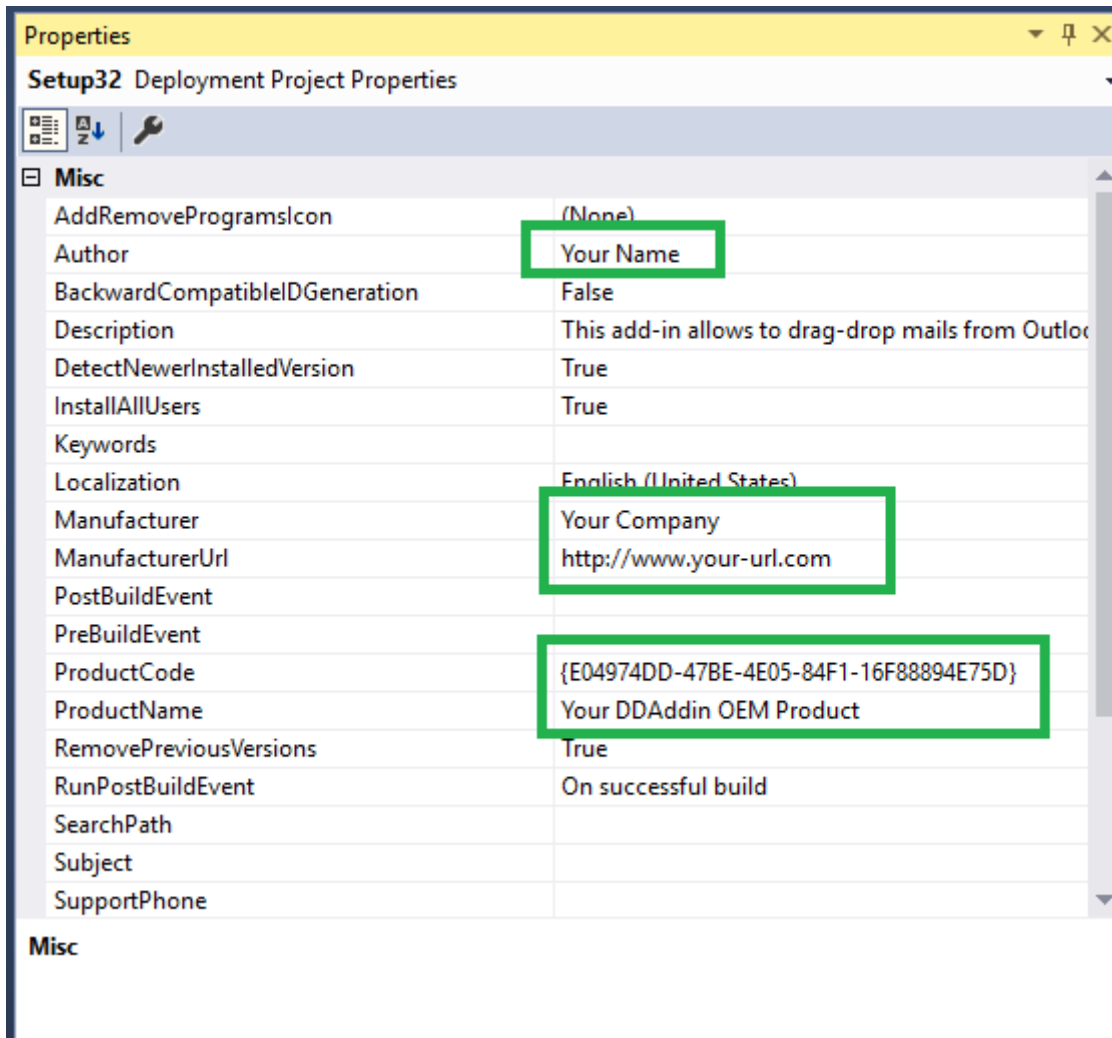 Properties
Setup32 Deployment Project Properties
Misc
AddRemoveProgramsIcon (None)
Author Your Name
BackwardCompatibleIDGeneration False
Description This add-in allows to drag-drop mails from Outloo
DetectNewerInstalledVersion True
InstallAllUsers True
Keywords
Localization English (United States)
Manufacturer Your Company
ManufacturerUrl http://www.your-url.com
PostBuildEvent
PreBuildEvent
ProductCode {E04974DD-47BE-4E05-84F1-16F88894E75D}
ProductName Your DDAddin OEM Product
RemovePreviousVersions True
RunPostBuildEvent On successful build
SearchPath
Subject
SupportPhone
Misc